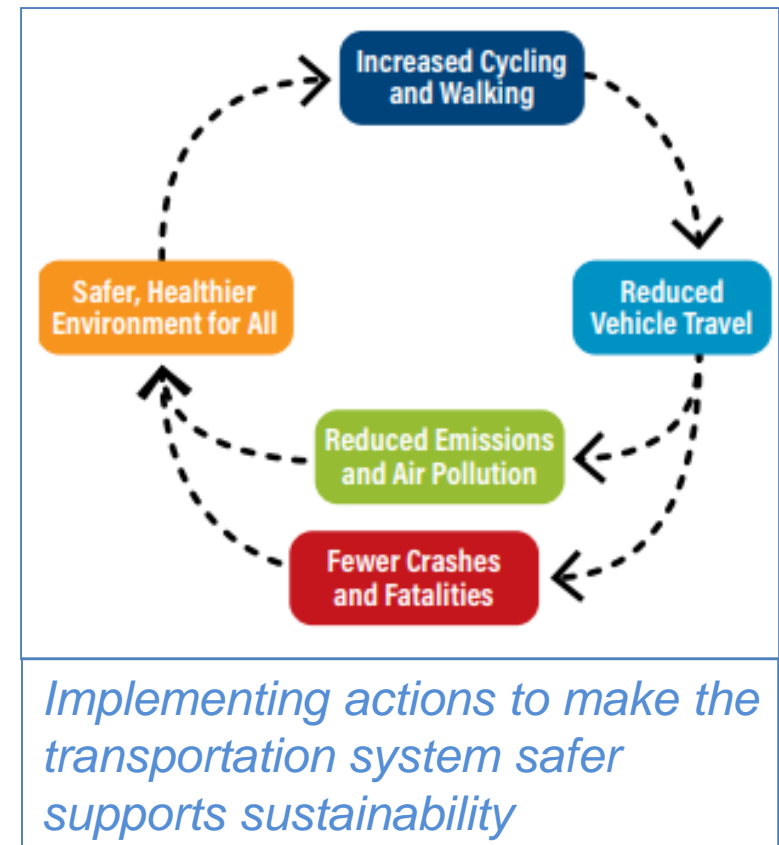 Increased Cycling
and Walking
Safer, Healthier
Environment for All
Reduced
Vehicle Travel
Reduced Emissions
and Air Pollution
Fewer Crashes
and Fatalities
Implementing actions to make the
transportation system safer
supports sustainability